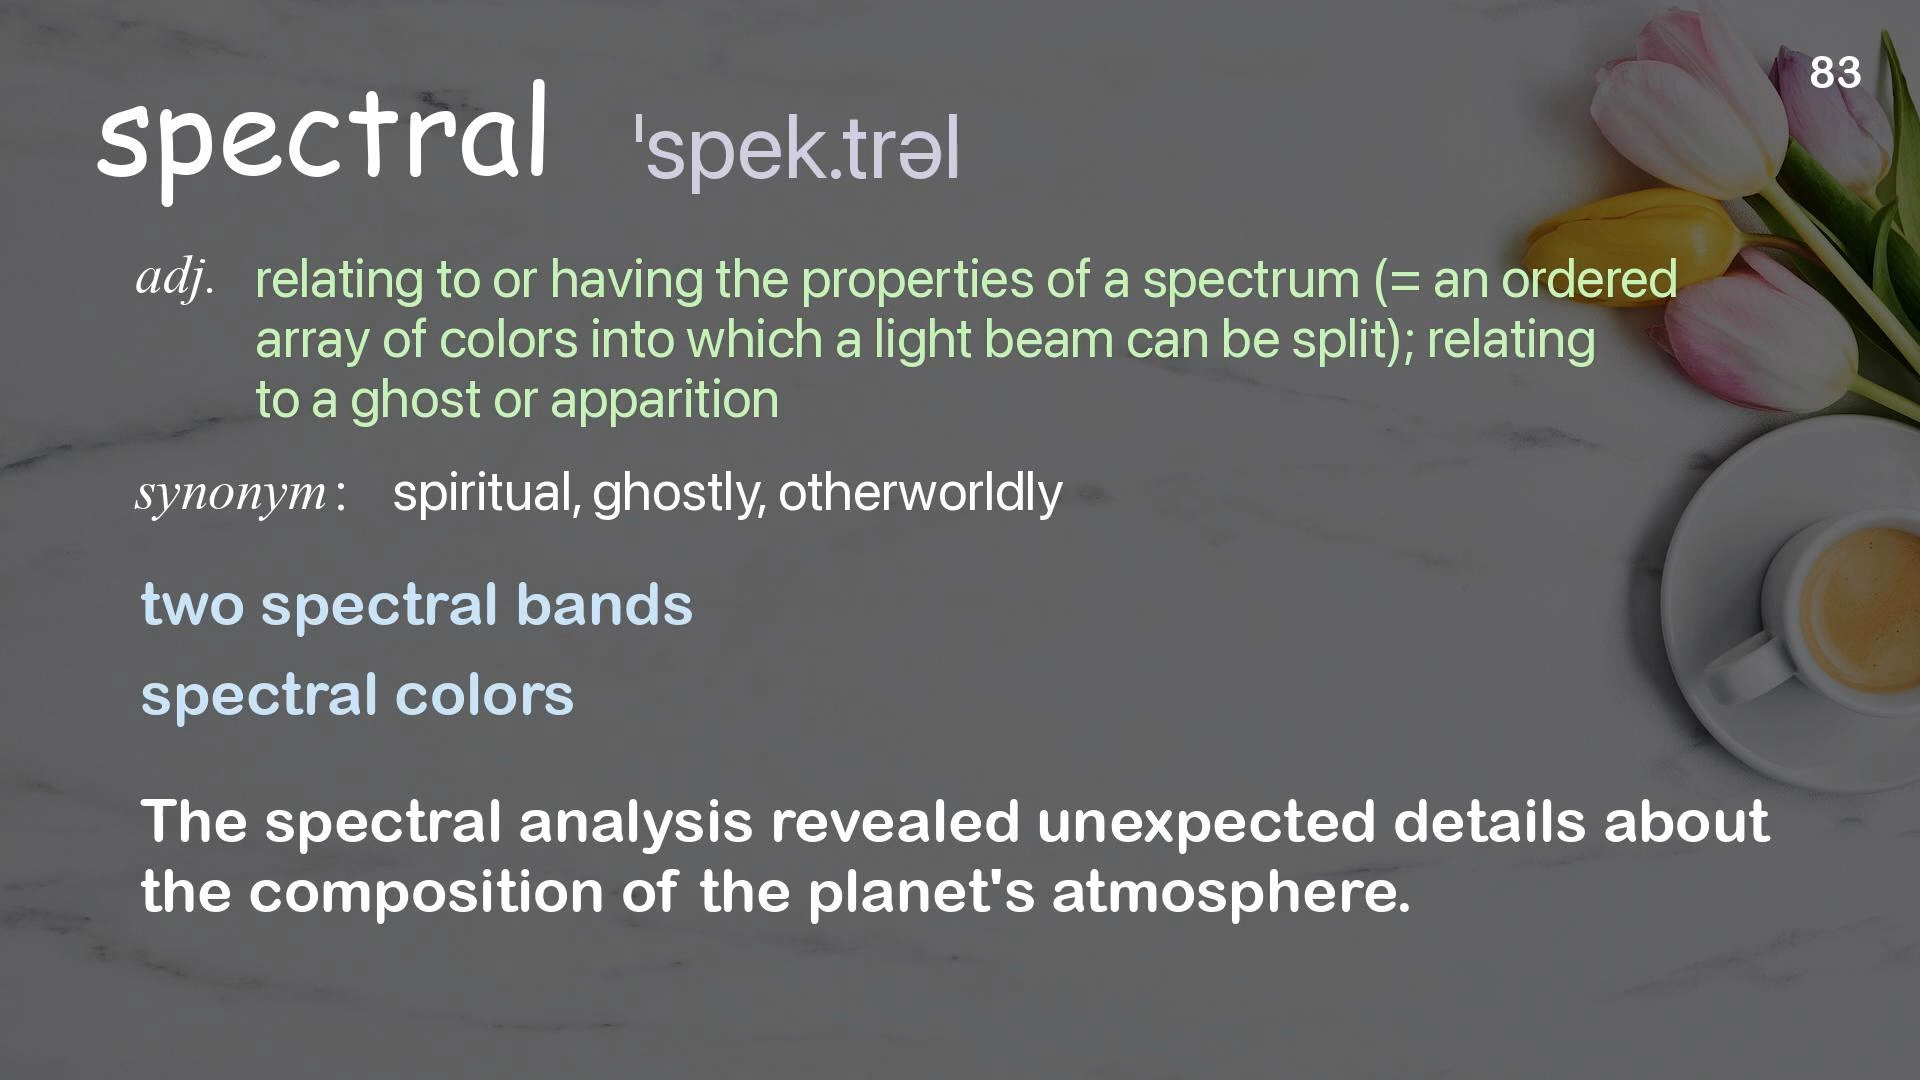 83
spectral ˈspek.trəl
adj. relating to or having the properties of a spectrum (= an ordered
array of colors into which a light beam can be split); relating
to a ghost or apparition
synonym: spiritual, ghostly, otherworldly
two spectral bands
spectral colors
The spectral analysis revealed unexpected details about
the composition of the planet's atmosphere.